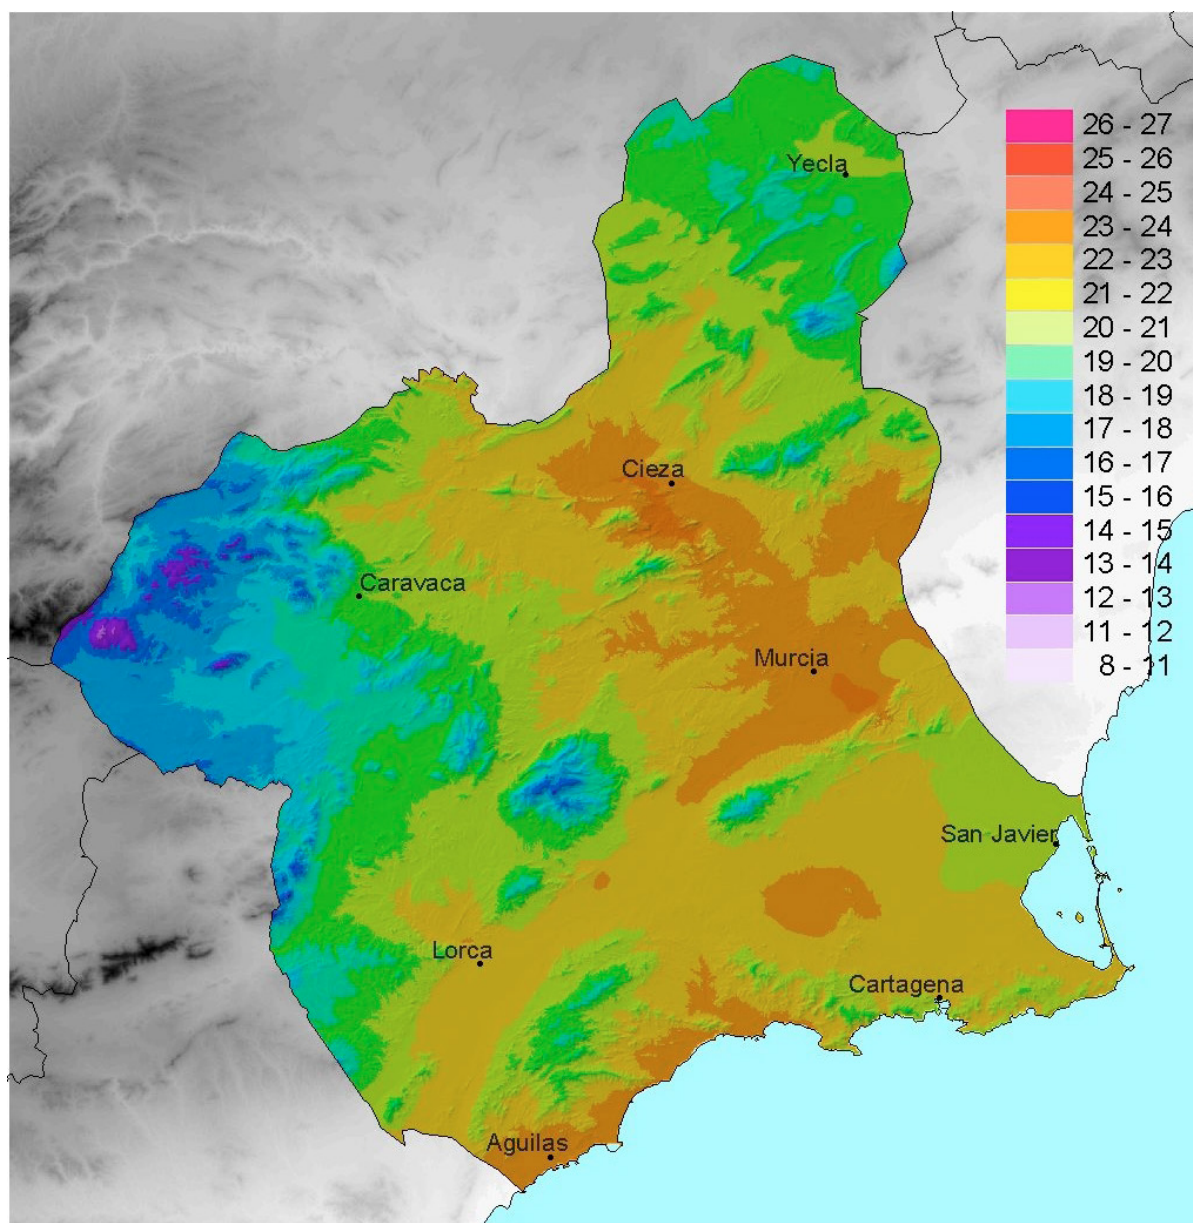 26 - 27
25 - 26
Yecla
24 - 25
23 - 24
22 - 23
21 - 22
20 - 21
19 - 20
18 - 19
17 - 18
Cieza
16 - 17
15 - 16
14 - 15
13 - 14
Caravaca
12 - 13
11 - 12
Murcia
8 - 11
San Javier
Lorca
Cartagena
Aguilas